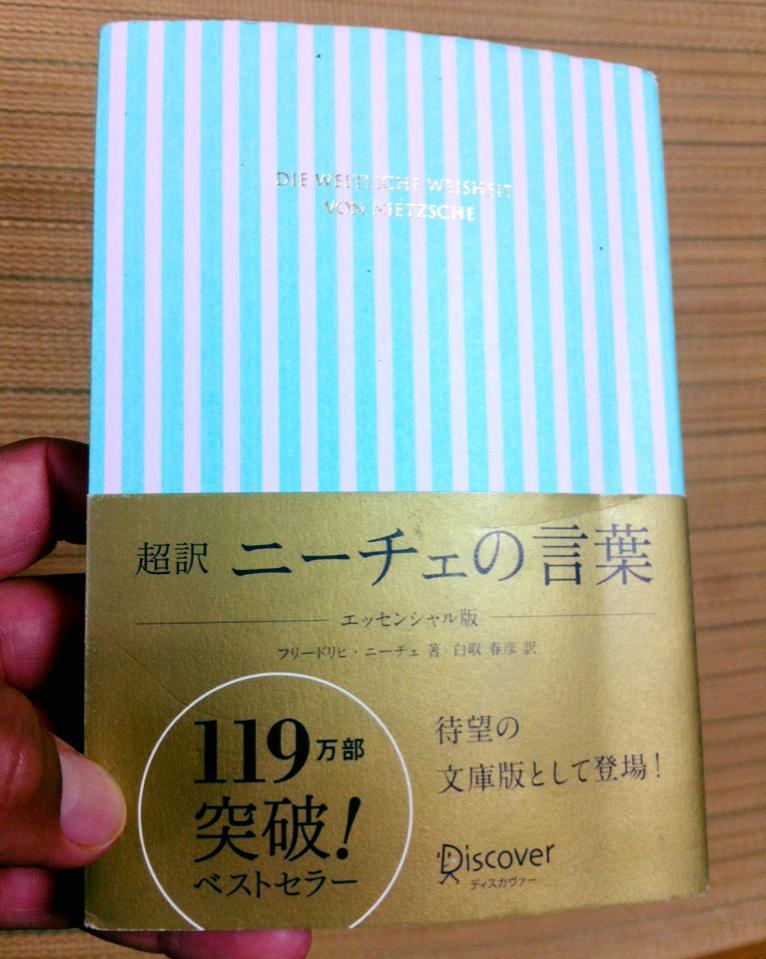 DIE WELTLICHE WEISHEIT
VON NIETZSCHE
超訳 ニーチェの言葉
エッセンシャル版
フリードリヒ・ニーチェ 著 白取 春彦 訳
119万部
突破!
ベストセラー
待望の
文庫版として登場!
Discover
ディスカヴァー